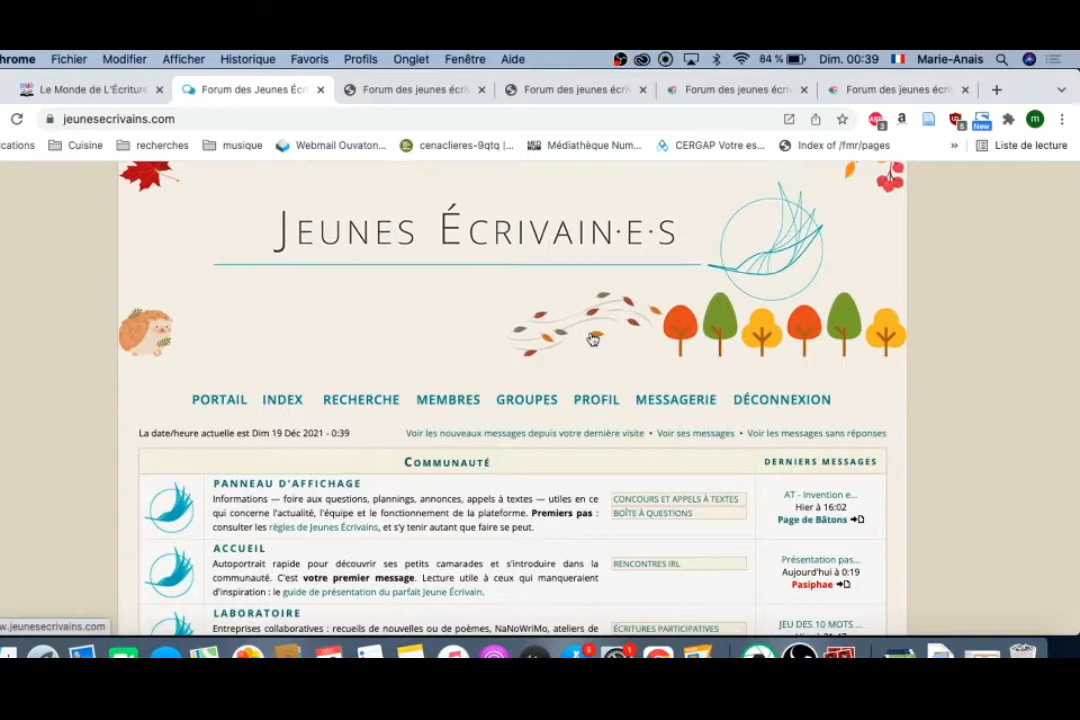 hrome Fichier Modifier Afficher Historique Favoris Profils Onglet Fenêtre Aide 84 % Dim. 00:39 Marie-Anais
Le Monde de L'Écriture Forum des Jeunes Écr Forum des jeunes écri Forum des jeunes écri Forum des jeunes écri Forum des jeunes écri
jeunesecrivains.com 3 a 5 New m
ications Cuisine recherches musique Webmail Ouvaton... cenaclieres-9qtq |... Médiathèque Num... CERGAP Votre es... Index of /fmr/pages » Liste de lecture
JEUNES ÉCRIVAIN·E·S
PORTAIL INDEX RECHERCHE MEMBRES GROUPES PROFIL MESSAGERIE DÉCONNEXION
La date/heure actuelle est Dim 19 Déc 2021 - 0:39 Voir les nouveaux messages depuis votre dernière visite • Voir ses messages • Voir les messages sans réponses
COMMUNAUTÉ DERNIERS MESSAGES
PANNEAU D'AFFICHAGE
Informations — foire aux questions, plannings, annonces, appels à textes — utiles en ce
qui concerne l'actualité, l'équipe et le fonctionnement de la plateforme. Premiers pas :
consulter les règles de Jeunes Écrivains, et s'y tenir autant que faire se peut.
CONCOURS ET APPELS À TEXTES
BOÎTE À QUESTIONS
AT - Invention e...
Hier à 16:02
Page de Bâtons
ACCUEIL
Autoportrait rapide pour découvrir ses petits camarades et s'introduire dans la
communauté. C'est votre premier message. Lecture utile à ceux qui manqueraient
d'inspiration : le guide de présentation du parfait Jeune Écrivain.
RENCONTRES IRL
Présentation pas...
Aujourd'hui à 0:19
Pasiphae
LABORATOIRE
Entreprises collaboratives : recueils de nouvelles ou de poèmes, NaNoWriMo, ateliers de
ÉCRITURES PARTICIPATIVES
JEU DES 10 MOTS ...
w.jeunesecrivains.com
5 1